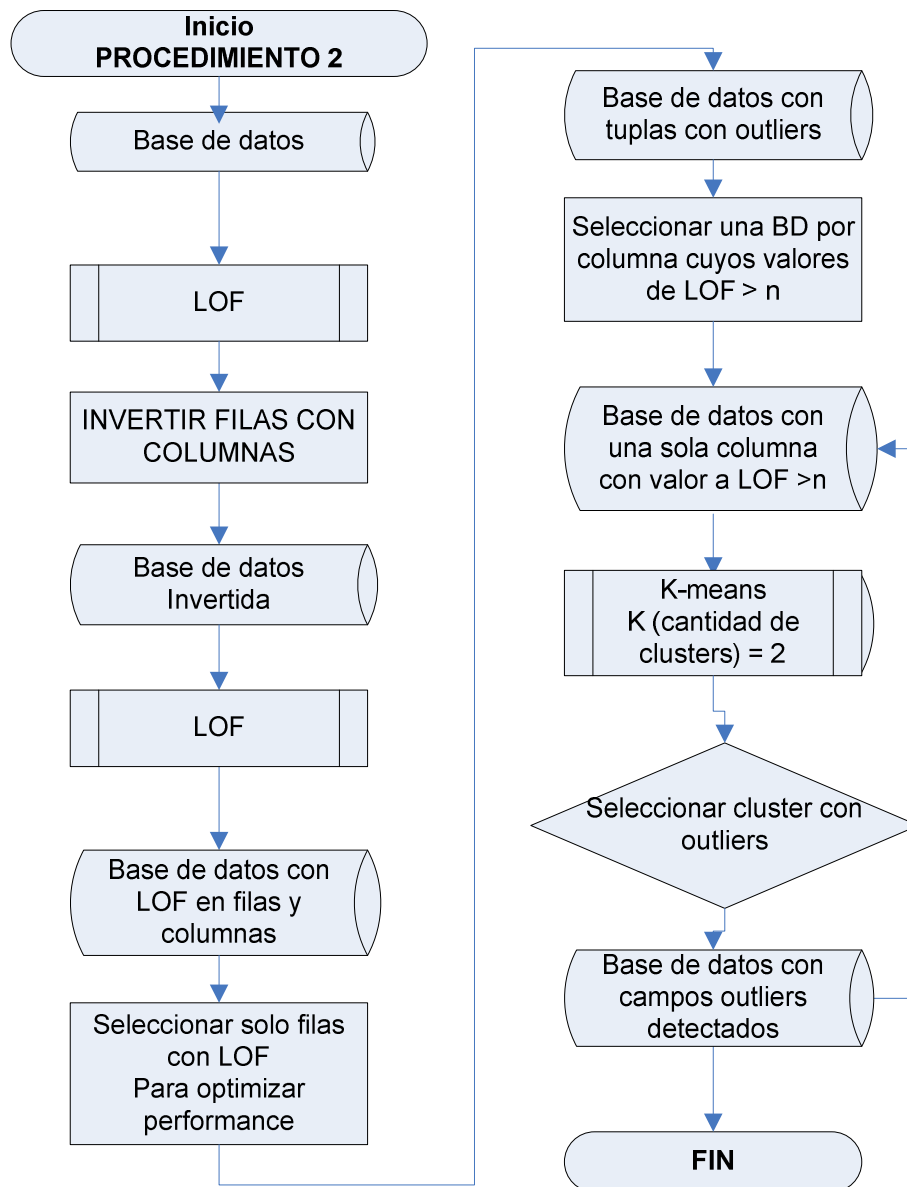 Inicio
PROCEDIMIENTO 2
Base de datos
LOF
INVERTIR FILAS CON
COLUMNAS
Base de datos
Invertida
LOF
Base de datos con
LOF en filas y
columnas
Seleccionar solo filas
con LOF
Para optimizar
performance
Base de datos con
tuplas con outliers
Seleccionar una BD por
columna cuyos valores
de LOF > n
Base de datos con
una sola columna
con valor a LOF >n
K-means
K (cantidad de
clusters) = 2
Seleccionar cluster con
outliers
Base de datos con
campos outliers
detectados
FIN